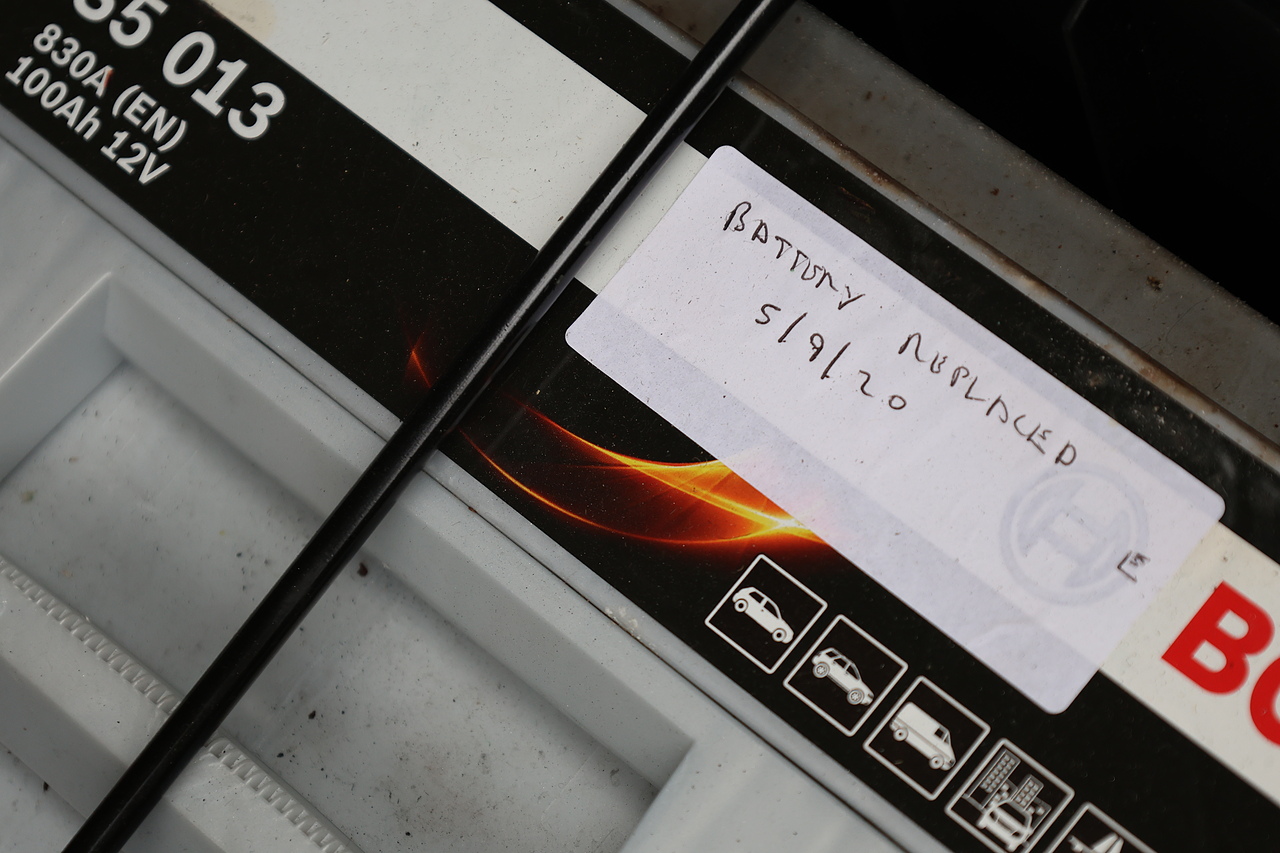 35 013
830A (EN)
100Ah 12V
BATTERY REPLACED
5/9/20
E
BO